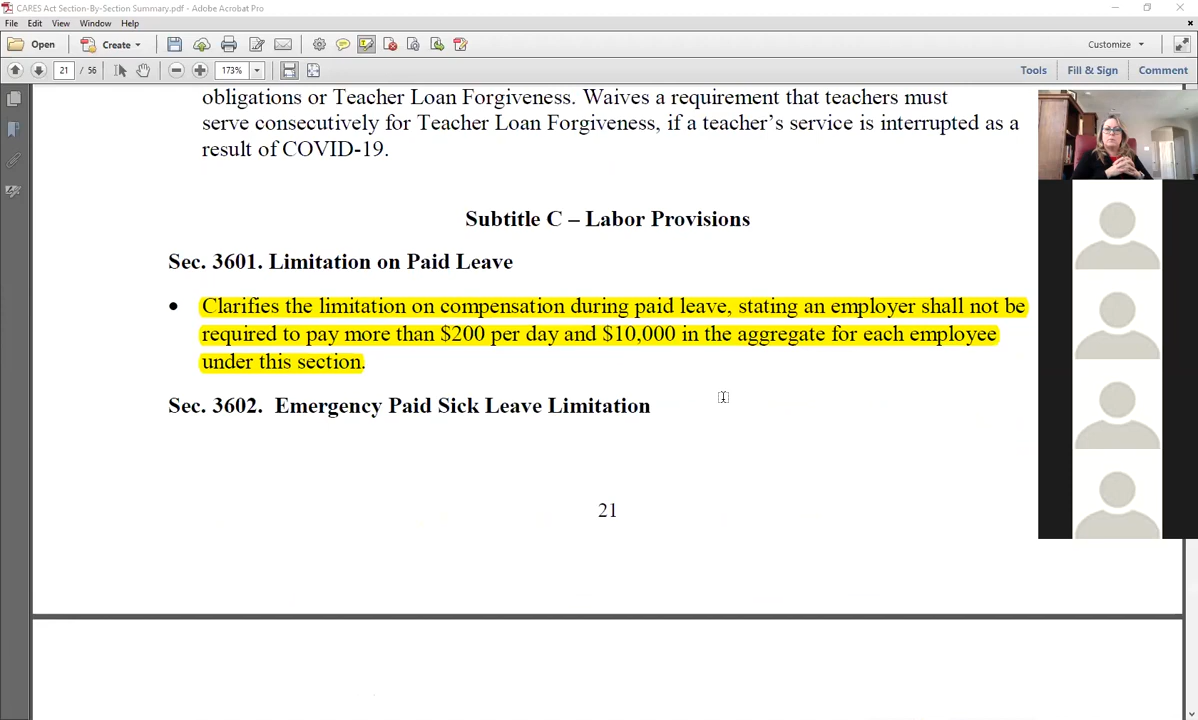 CARES Act Section-By-Section Summary.pdf - Adobe Acrobat Pro
File Edit View Window Help
Open Create Customize
21 / 56 173% Tools Fill & Sign Comment
obligations or Teacher Loan Forgiveness. Waives a requirement that teachers must
serve consecutively for Teacher Loan Forgiveness, if a teacher’s service is interrupted as a
result of COVID-19.
Subtitle C – Labor Provisions
Sec. 3601. Limitation on Paid Leave
• Clarifies the limitation on compensation during paid leave, stating an employer shall not be
required to pay more than $200 per day and $10,000 in the aggregate for each employee
under this section.
Sec. 3602.  Emergency Paid Sick Leave Limitation
21